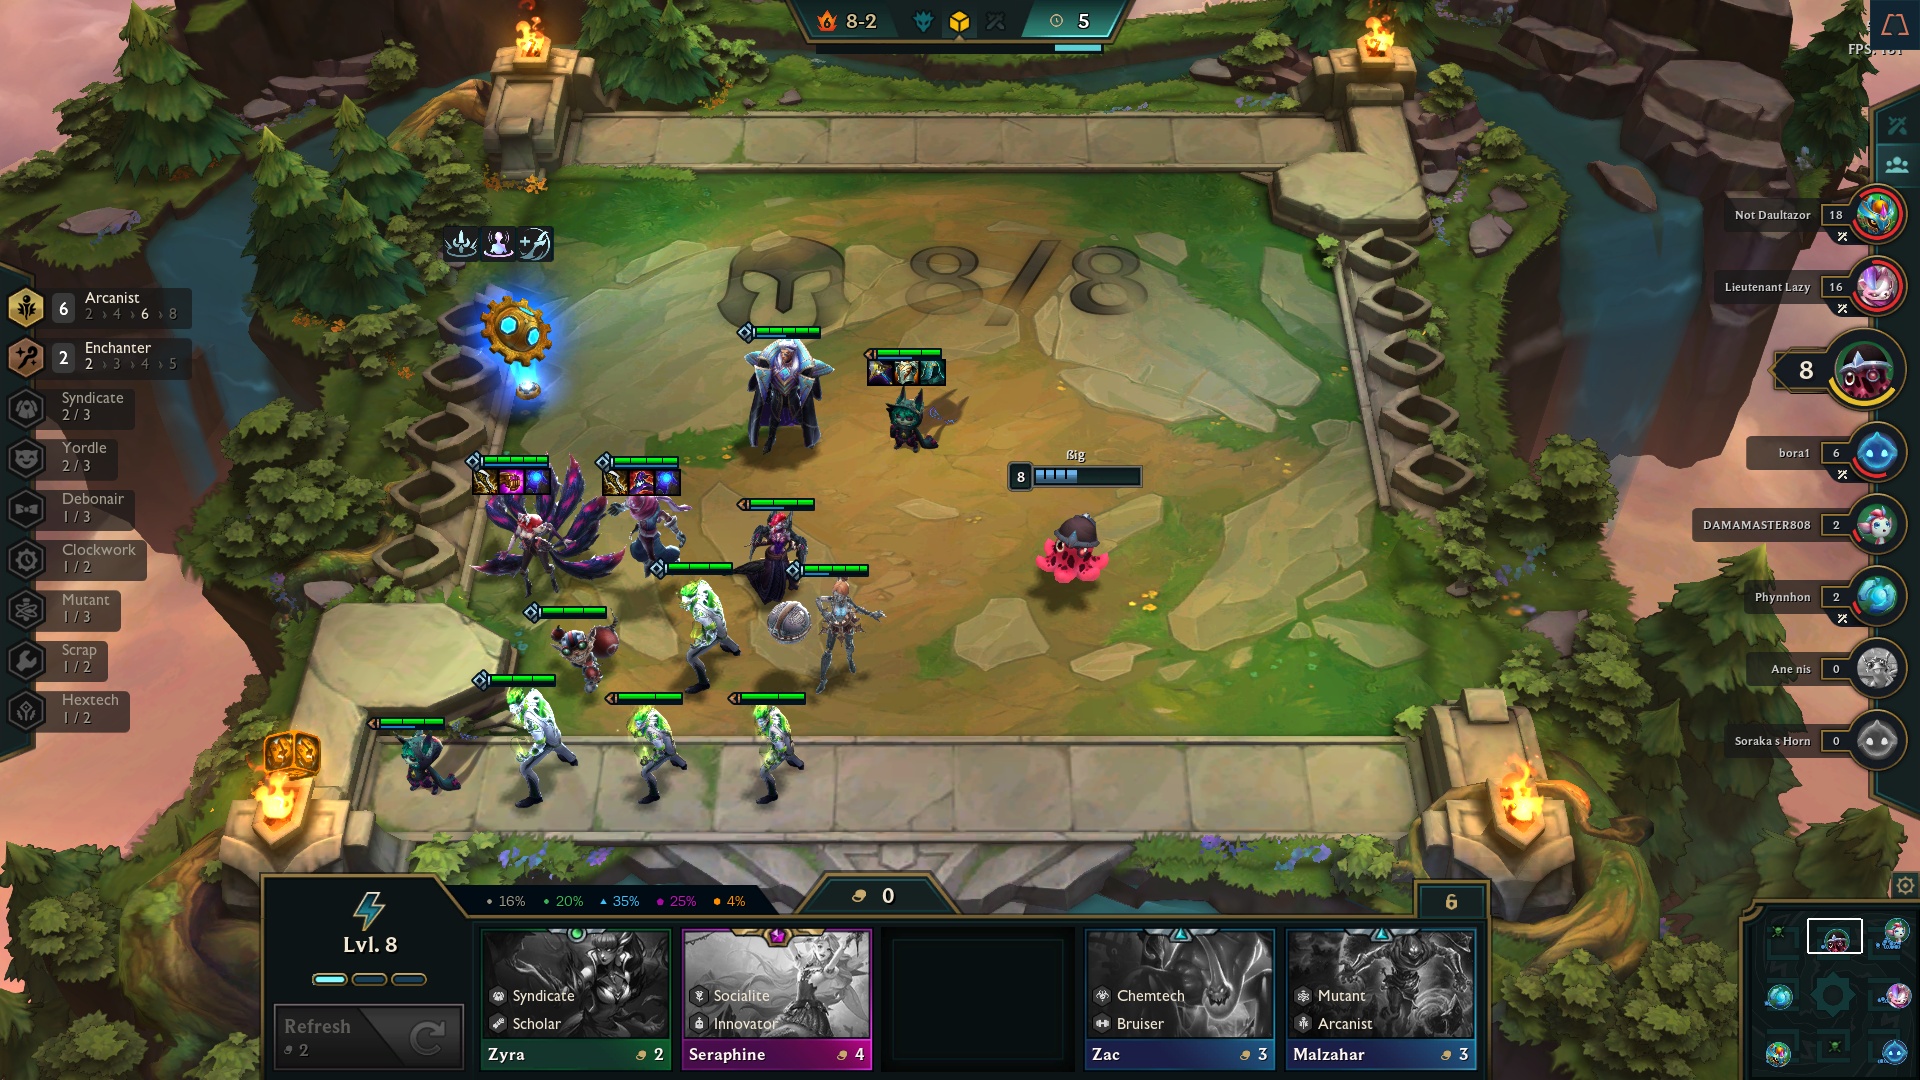 8-2
5
FPS: 181
8/8
Not Daultazor 18
Lieutenant Lazy 16
8
bora1 6
DAMAMASTER808 2
Phynnhon 2
Ane nis 0
Soraka s Horn 0
6 Arcanist
2 › 4 › 6 › 8
2 Enchanter
2 › 3 › 4 › 5
Syndicate
2 / 3
Yordle
2 / 3
Debonair
1 / 3
Clockwork
1 / 2
Mutant
1 / 3
Scrap
1 / 2
Hextech
1 / 2
ßig
8
16% 20% 35% 25% 4%
0
6
Lvl. 8
Refresh
2
Syndicate
Scholar
Zyra 2
Socialite
Innovator
Seraphine 4
Chemtech
Bruiser
Zac 3
Mutant
Arcanist
Malzahar 3